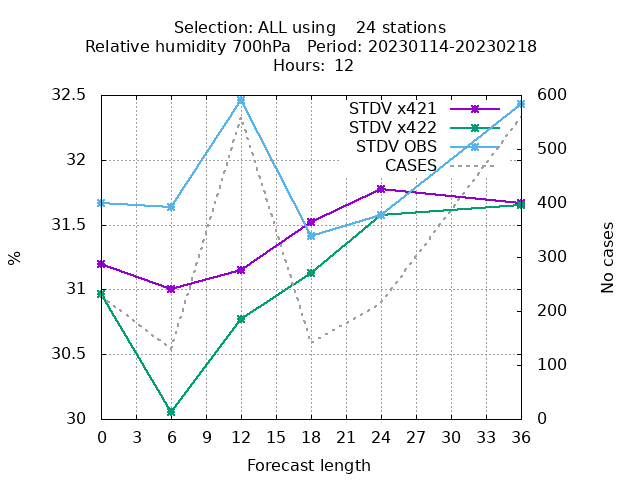 Selection: ALL using    24 stations
Relative humidity 700hPa   Period: 20230114-20230218
Hours:  12
STDV x421
STDV x422
STDV OBS
CASES
32.5
32
31.5
31
30.5
30
%
600
500
400
300
200
100
0
No cases
0 3 6 9 12 15 18 21 24 27 30 33 36
Forecast length